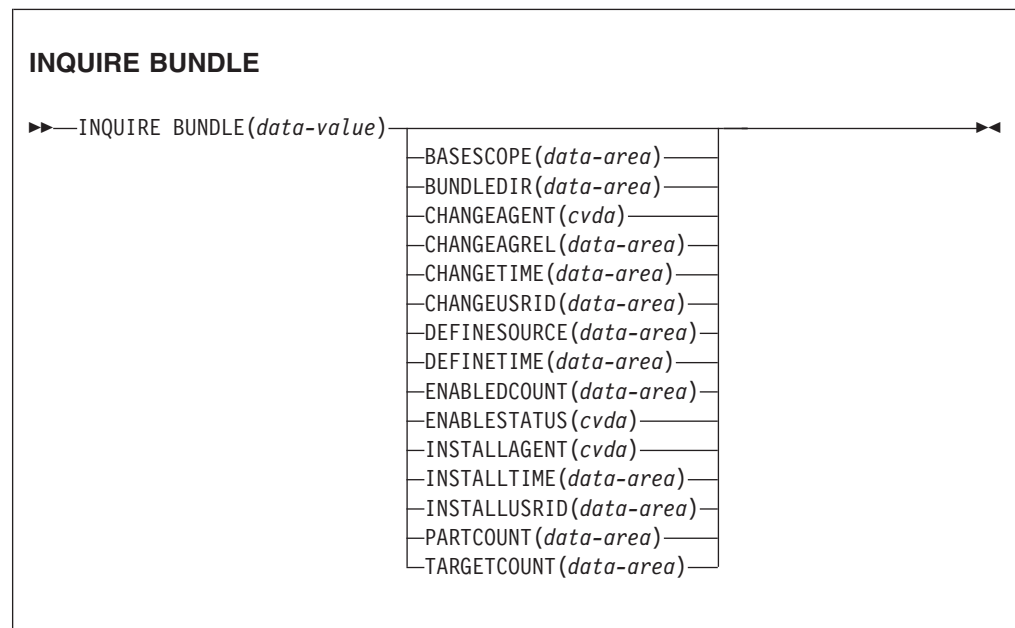 INQUIRE BUNDLE
INQUIRE BUNDLE(data-value)
BASESCOPE(data-area)
BUNDLEDIR(data-area)
CHANGEAGENT(cvda)
CHANGEAGREL(data-area)
CHANGETIME(data-area)
CHANGEUSRID(data-area)
DEFINESOURCE(data-area)
DEFINETIME(data-area)
ENABLEDCOUNT(data-area)
ENABLESTATUS(cvda)
INSTALLAGENT(cvda)
INSTALLTIME(data-area)
INSTALLUSRID(data-area)
PARTCOUNT(data-area)
TARGETCOUNT(data-area)